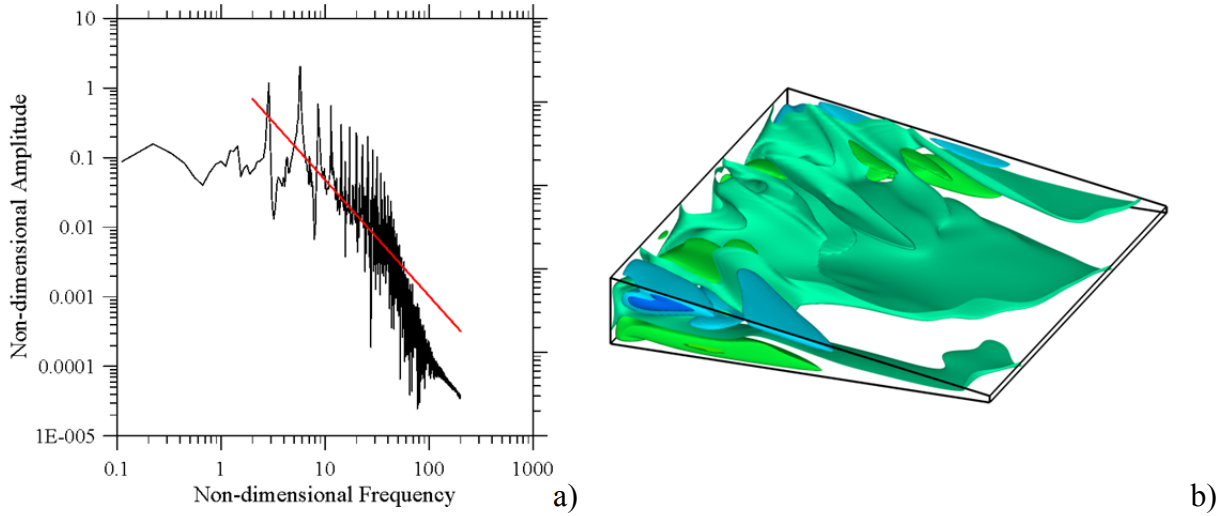 10
1
0.1
0.01
0.001
0.0001
1E-005
Non-dimensional Amplitude
0.1 1 10 100 1000
Non-dimensional Frequency
a)
b)